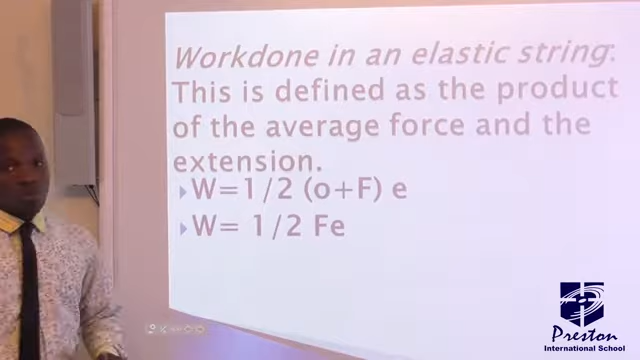 Workdone in an elastic string:
This is defined as the product
of the average force and the
extension.
W=1/2 (o+F) e
W= 1/2 Fe
Preston
International School